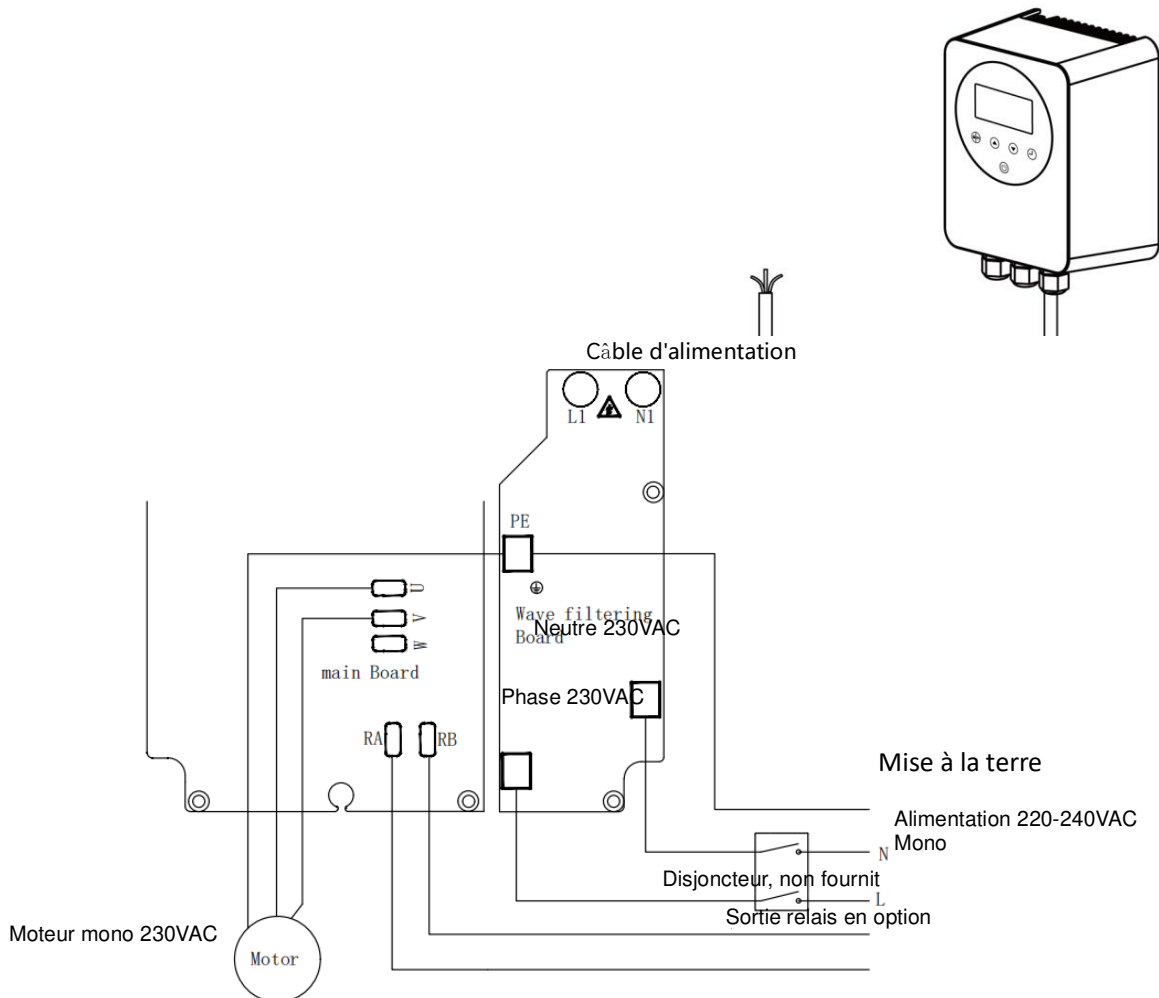 Câble d'alimentation
L1
N1
PE
U
V
W
Wave filtering
Board
Neutre 230VAC
main Board
Phase 230VAC
RA
RB
Mise à la terre
Alimentation 220-240VAC
Mono
N
Disjoncteur, non fournit
L
Sortie relais en option
Moteur mono 230VAC
Motor